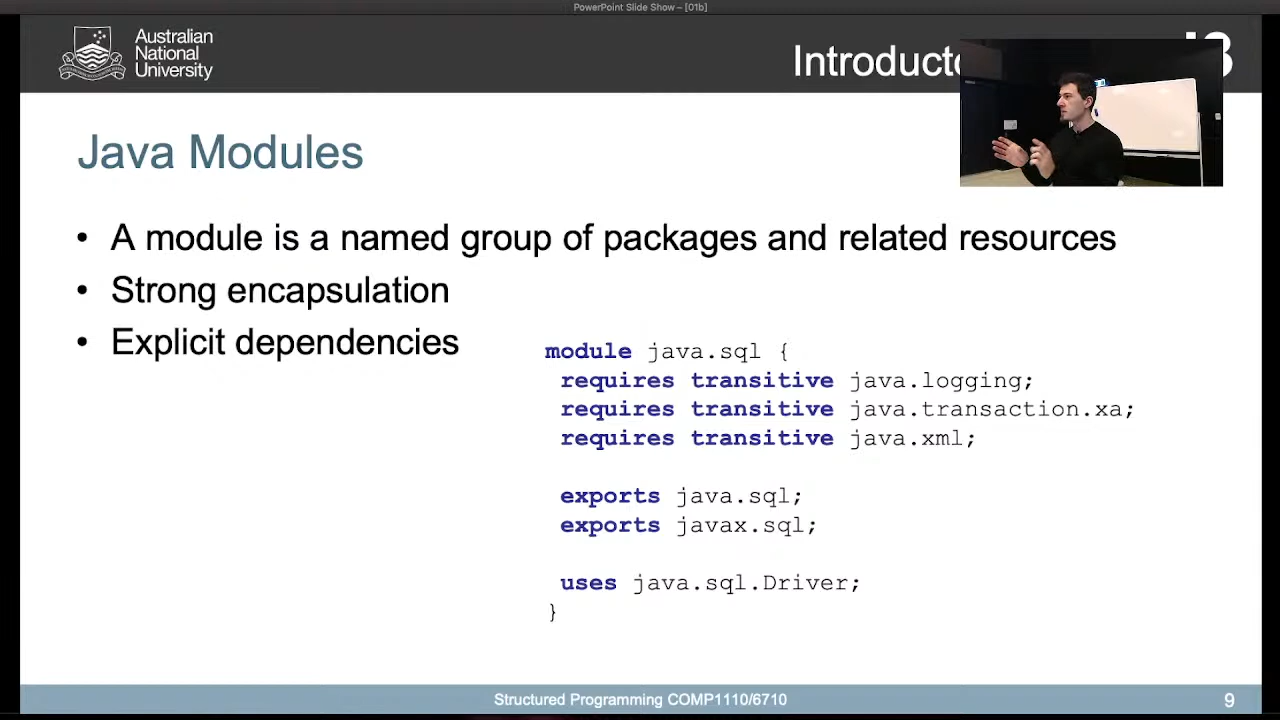 PowerPoint Slide Show – [01b]
Australian
National
University
Java Modules
• A module is a named group of packages and related resources
• Strong encapsulation
• Explicit dependencies
module java.sql {
requires transitive java.logging;
requires transitive java.transaction.xa;
requires transitive java.xml;
exports java.sql;
exports javax.sql;
uses java.sql.Driver;
}
Structured Programming COMP1110/6710
9